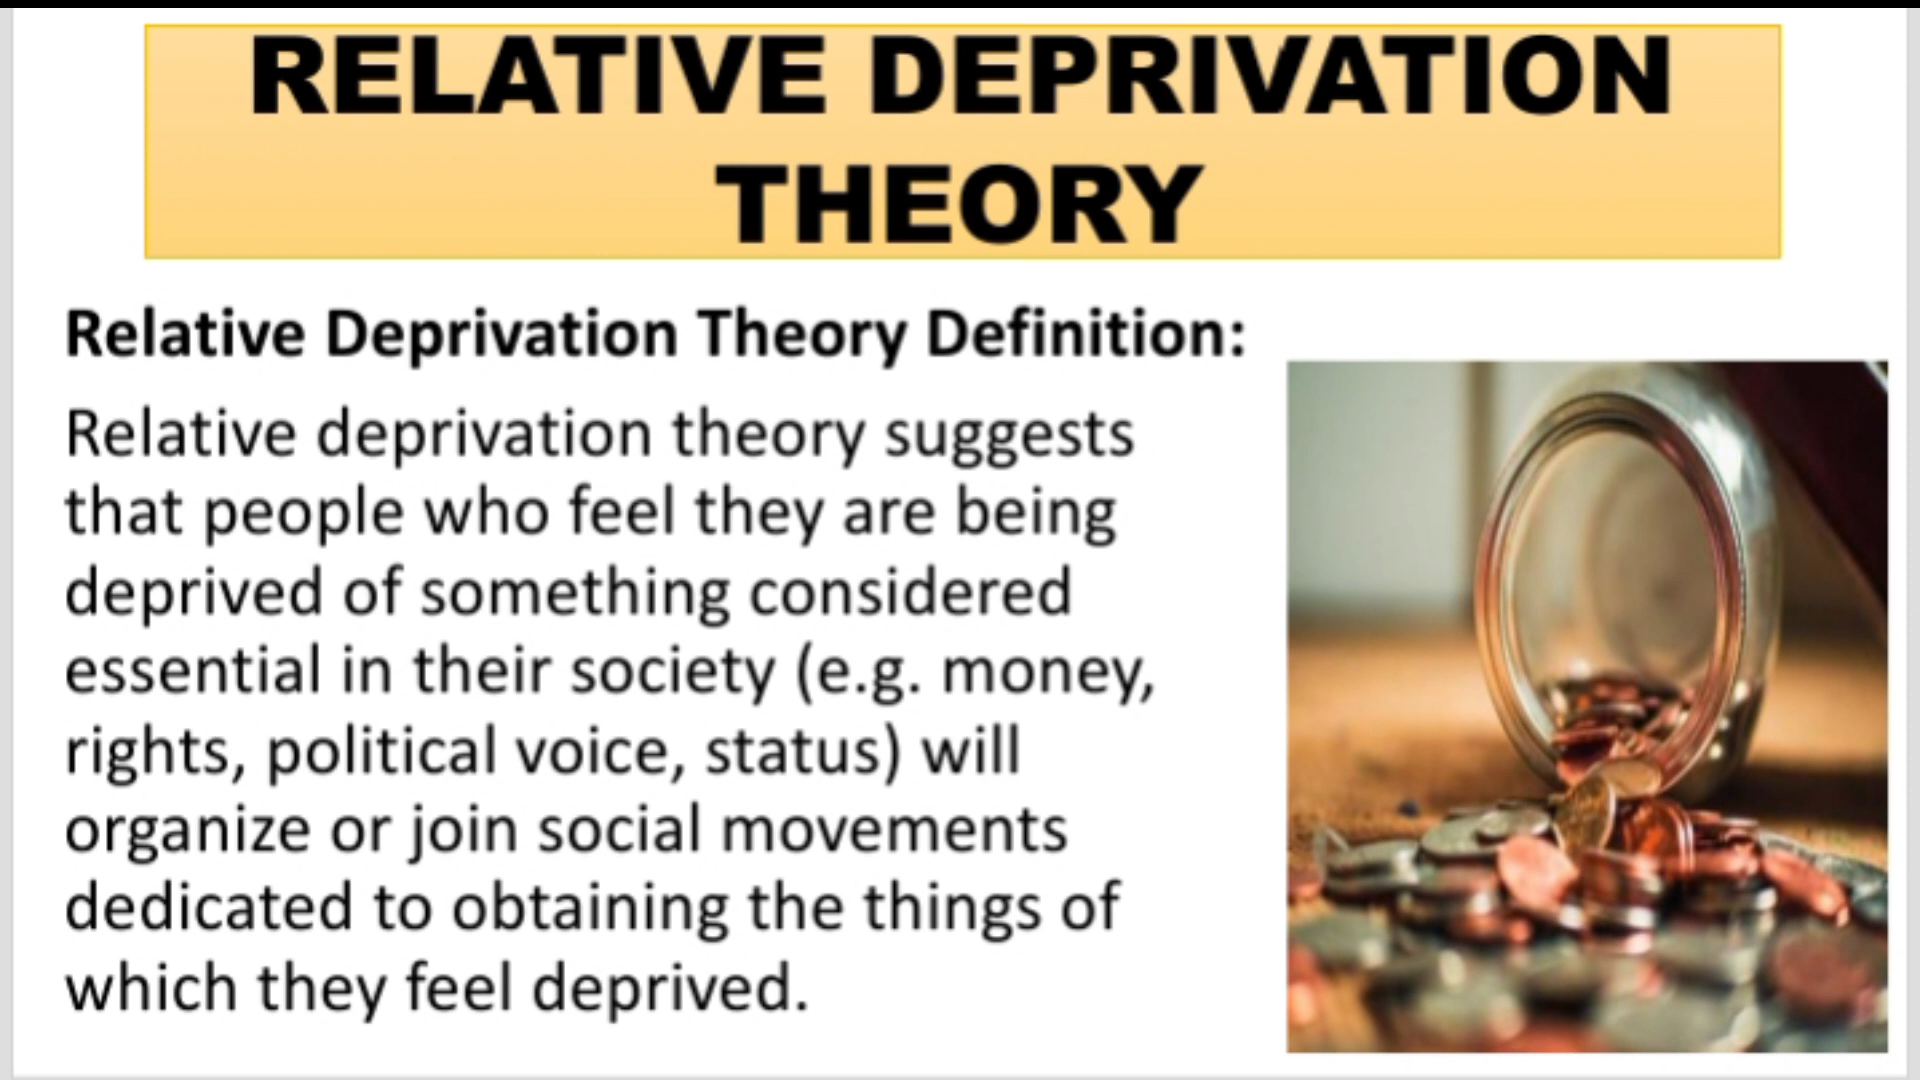 RELATIVE DEPRIVATION
THEORY
Relative Deprivation Theory Definition:
Relative deprivation theory suggests
that people who feel they are being
deprived of something considered
essential in their society (e.g. money,
rights, political voice, status) will
organize or join social movements
dedicated to obtaining the things of
which they feel deprived.